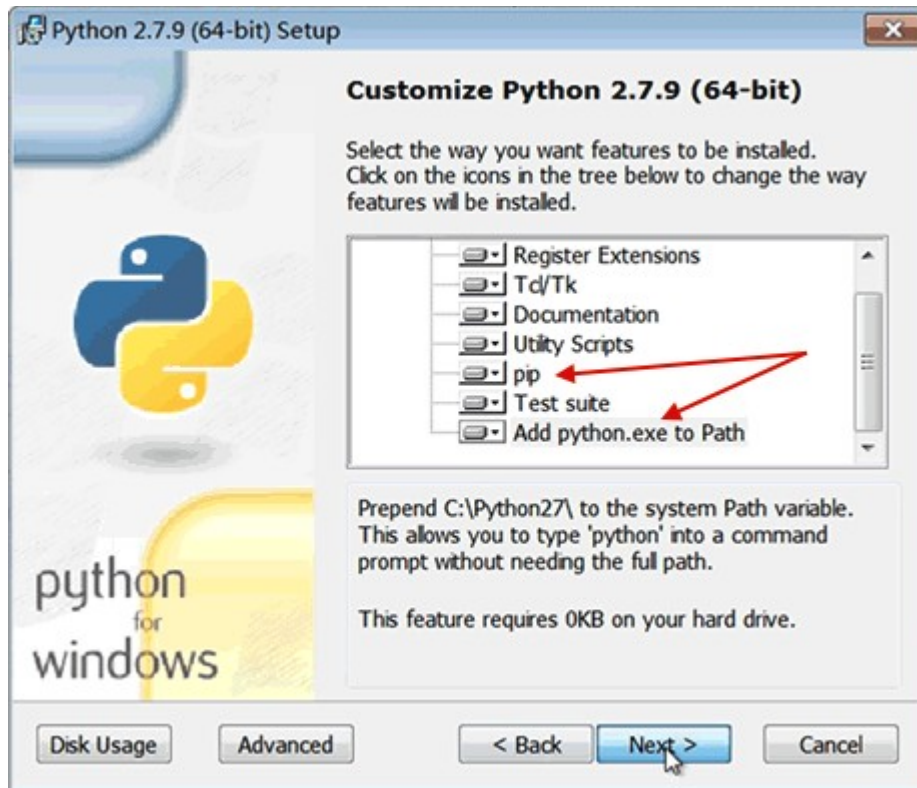 Python 2.7.9 (64-bit) Setup
Customize Python 2.7.9 (64-bit)
Select the way you want features to be installed.
Click on the icons in the tree below to change the way
features will be installed.
Register Extensions
Tcl/Tk
Documentation
Utility Scripts
pip
Test suite
Add python.exe to Path
Prepend C:\Python27\ to the system Path variable.
This allows you to type 'python' into a command
prompt without needing the full path.
This feature requires 0KB on your hard drive.
python
for
windows
Disk Usage
Advanced
< Back
Next >
Cancel